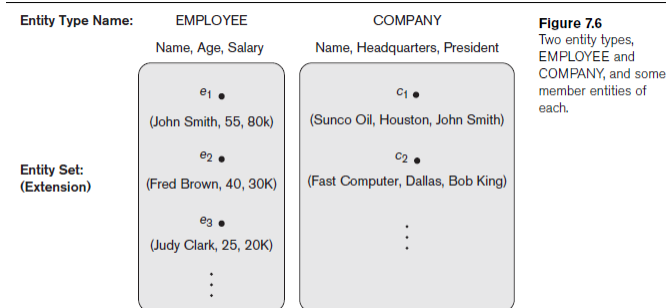 Entity Type Name:
EMPLOYEE
COMPANY
Name, Age, Salary
Name, Headquarters, President
Entity Set:
(Extension)
e1
(John Smith, 55, 80k)
e2
(Fred Brown, 40, 30K)
e3
(Judy Clark, 25, 20K)
c1
(Sunco Oil, Houston, John Smith)
c2
(Fast Computer, Dallas, Bob King)
Figure 7.6
Two entity types,
EMPLOYEE and
COMPANY, and some
member entities of
each.